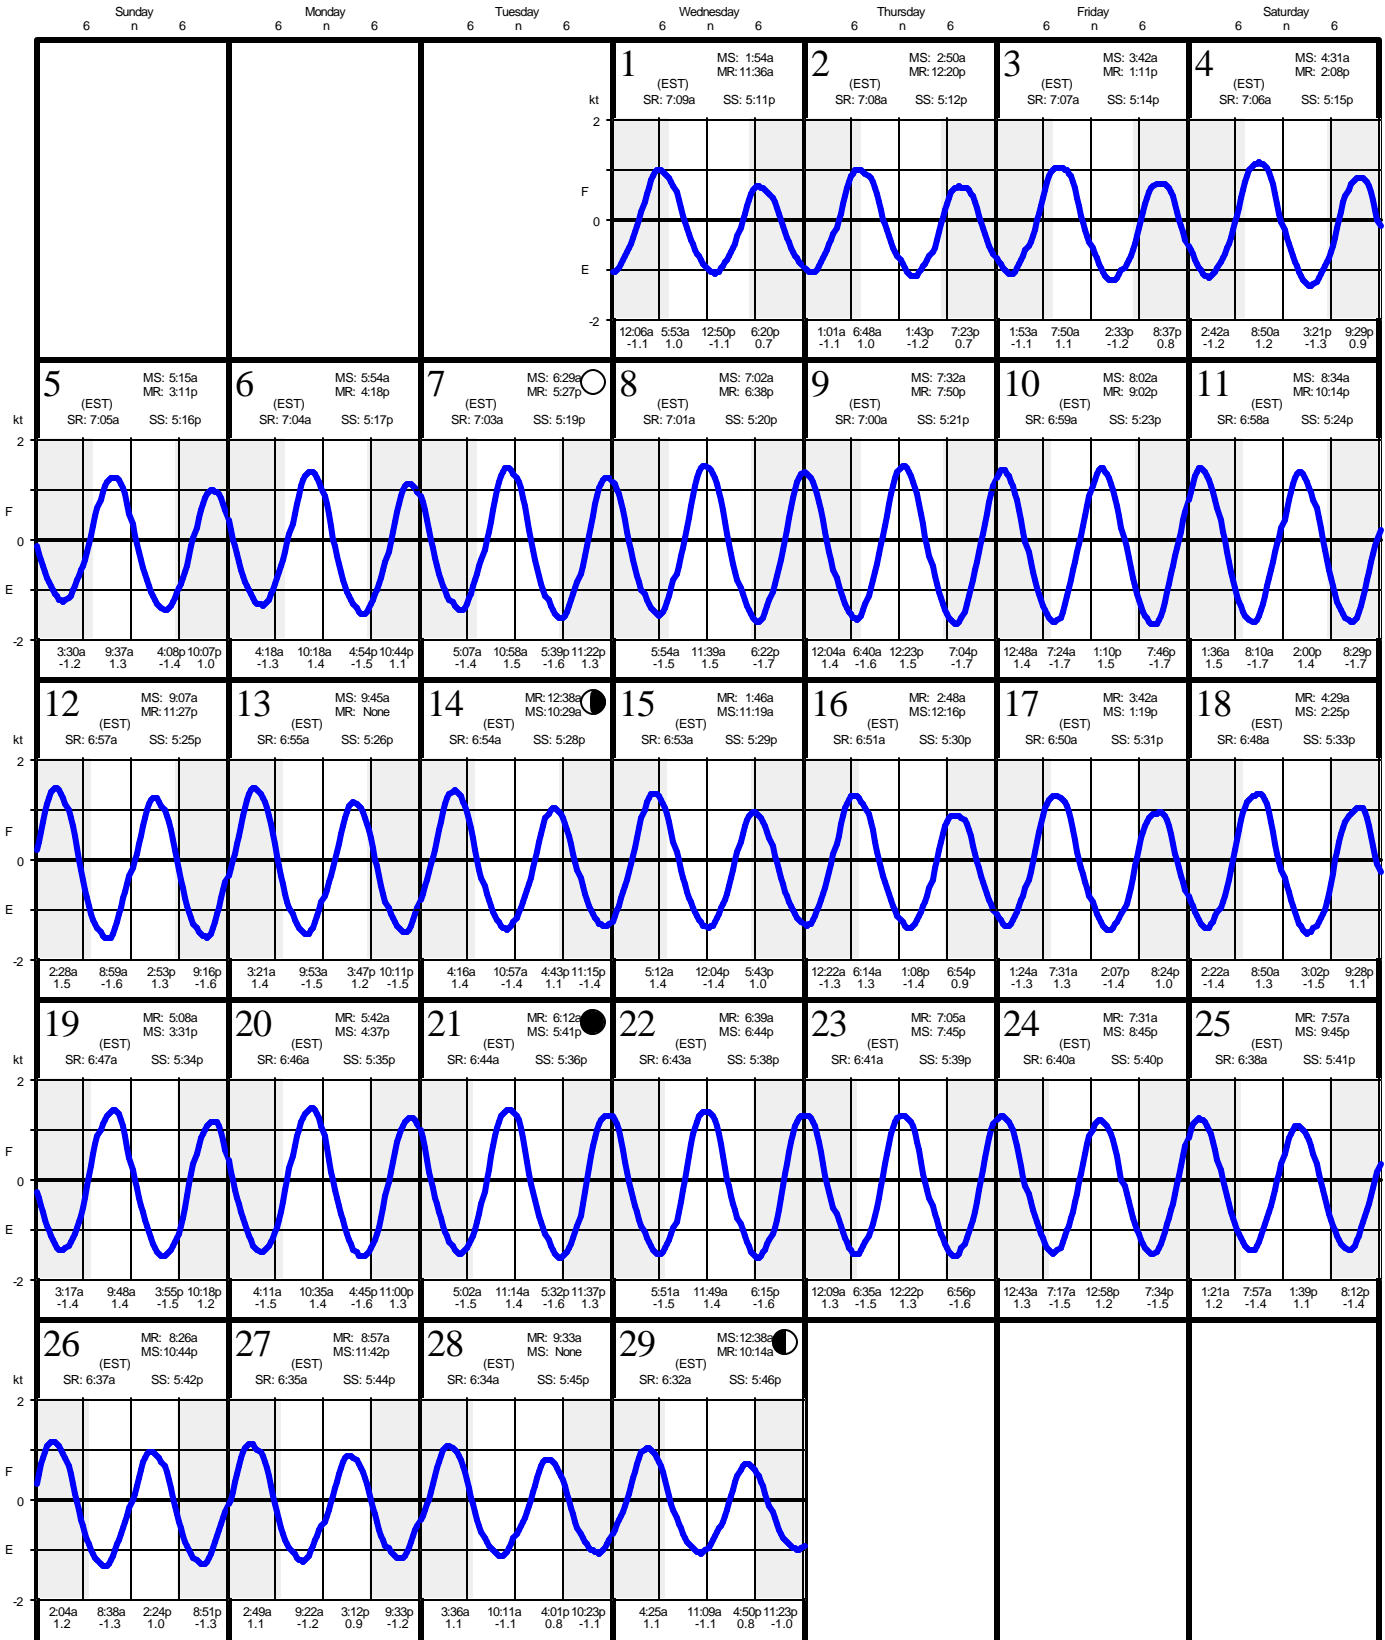 Sunday Monday Tuesday Wednesday Thursday Friday Saturday
6 n 6 6 n 6 6 n 6 6 n 6 6 n 6 6 n 6 6 n 6
1 MS: 1:54a 2 MS: 2:50a 3 MS: 3:42a 4 MS: 4:31a
MR: 11:36a MR: 12:20p MR: 1:11p MR: 2:08p
(EST) (EST) (EST) (EST)
kt SR: 7:09a SS: 5:11p SR: 7:08a SS: 5:12p SR: 7:07a SS: 5:14p SR: 7:06a SS: 5:15p
2
F
0
E
-2
12:06a 5:53a 12:50p 6:20p 1:01a 6:48a 1:43p 7:23p 1:53a 7:50a 2:33p 8:37p 2:42a 8:50a 3:21p 9:29p
-1.1 1.0 -1.1 0.7 -1.1 1.0 -1.2 0.7 -1.1 1.1 -1.2 0.8 -1.2 1.2 -1.3 0.9
5 MS: 5:15a 6 MS: 5:54a 7 MS: 6:29a 8 MS: 7:02a 9 MS: 7:32a 10 MS: 8:02a 11 MS: 8:34a
MR: 3:11p MR: 4:18p MR: 5:27p MR: 6:38p MR: 7:50p MR: 9:02p MR: 10:14p
(EST) (EST) (EST) (EST) (EST) (EST) (EST)
kt SR: 7:05a SS: 5:16p SR: 7:04a SS: 5:17p SR: 7:03a SS: 5:19p SR: 7:01a SS: 5:20p SR: 7:00a SS: 5:21p SR: 6:59a SS: 5:23p SR: 6:58a SS: 5:24p
2
F
0
E
-2
3:30a 9:37a 4:08p 10:07p 4:18a 10:18a 4:54p 10:44p 5:07a 10:58a 5:39p 11:22p 5:54a 11:39a 6:22p 12:04a 6:40a 12:23p 7:04p 12:48a 7:24a 1:10p 7:46p 1:36a 8:10a 2:00p 8:29p
-1.2 1.3 -1.4 1.0 -1.3 1.4 -1.5 1.1 -1.4 1.5 -1.6 1.3 -1.5 1.5 -1.7 1.4 -1.6 1.5 -1.7 1.4 -1.7 1.5 -1.7 1.5 -1.7 1.4 -1.7
12 MS: 9:07a 13 MS: 9:45a 14 MR: 12:38a 15 MR: 1:46a 16 MR: 2:48a 17 MR: 3:42a 18 MR: 4:29a
MR: 11:27p MR: None MS: 10:29a MS: 11:19a MS: 12:16p MS: 1:19p MS: 2:25p
(EST) (EST) (EST) (EST) (EST) (EST) (EST)
kt SR: 6:57a SS: 5:25p SR: 6:55a SS: 5:26p SR: 6:54a SS: 5:28p SR: 6:53a SS: 5:29p SR: 6:51a SS: 5:30p SR: 6:50a SS: 5:31p SR: 6:48a SS: 5:33p
2
F
0
E
-2
2:28a 8:59a 2:53p 9:16p 3:21a 9:53a 3:47p 10:11p 4:16a 10:57a 4:43p 11:15p 5:12a 12:04p 5:43p 12:22a 6:14a 1:08p 6:54p 1:24a 7:31a 2:07p 8:24p 2:22a 8:50a 3:02p 9:28p
1.5 -1.6 1.3 -1.6 1.4 -1.5 1.2 -1.5 1.4 -1.4 1.1 -1.4 1.4 -1.4 1.0 -1.3 1.3 -1.4 0.9 -1.3 1.3 -1.4 1.0 -1.4 1.3 -1.5 1.1
19 MR: 5:08a 20 MR: 5:42a 21 MR: 6:12a 22 MR: 6:39a 23 MR: 7:05a 24 MR: 7:31a 25 MR: 7:57a
MS: 3:31p MS: 4:37p MS: 5:41p MS: 6:44p MS: 7:45p MS: 8:45p MS: 9:45p
(EST) (EST) (EST) (EST) (EST) (EST) (EST)
kt SR: 6:47a SS: 5:34p SR: 6:46a SS: 5:35p SR: 6:44a SS: 5:36p SR: 6:43a SS: 5:38p SR: 6:41a SS: 5:39p SR: 6:40a SS: 5:40p SR: 6:38a SS: 5:41p
2
F
0
E
-2
3:17a 9:48a 3:55p 10:18p 4:11a 10:35a 4:45p 11:00p 5:02a 11:14a 5:32p 11:37p 5:51a 11:49a 6:15p 12:09a 6:35a 12:22p 6:56p 12:43a 7:17a 12:58p 7:34p 1:21a 7:57a 1:39p 8:12p
-1.4 1.4 -1.5 1.2 -1.5 1.4 -1.6 1.3 -1.5 1.4 -1.6 1.3 -1.5 1.4 -1.6 1.3 -1.5 1.3 -1.6 1.3 -1.5 1.2 -1.5 1.2 -1.4 1.1 -1.4
26 MR: 8:26a 27 MR: 8:57a 28 MR: 9:33a 29 MS: 12:38a
MS: 10:44p MS: 11:42p MS: None MR: 10:14a
(EST) (EST) (EST) (EST)
kt SR: 6:37a SS: 5:42p SR: 6:35a SS: 5:44p SR: 6:34a SS: 5:45p SR: 6:32a SS: 5:46p
2
F
0
E
-2
2:04a 8:38a 2:24p 8:51p 2:49a 9:22a 3:12p 9:33p 3:36a 10:11a 4:01p 10:23p 4:25a 11:09a 4:50p 11:23p
1.2 -1.3 1.0 -1.3 1.1 -1.2 0.9 -1.2 1.1 -1.1 0.8 -1.1 1.1 -1.1 0.8 -1.0